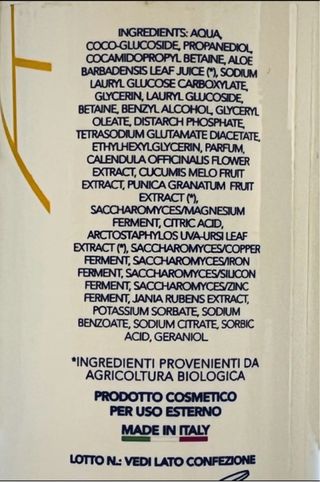 INGREDIENTS: AQUA,
COCO-GLUCOSIDE, PROPANEDIOL,
COCAMIDOPROPYL BETAINE, ALOE
BARBADENSIS LEAF JUICE (*), SODIUM
LAURYL GLUCOSE CARBOXYLATE,
GLYCERIN, LAURYL GLUCOSIDE,
BETAINE, BENZYL ALCOHOL, GLYCERYL
OLEATE, DISTARCH PHOSPHATE,
TETRASODIUM GLUTAMATE DIACETATE,
ETHYLHEXYLGLYCERIN, PARFUM,
CALENDULA OFFICINALIS FLOWER
EXTRACT, CUCUMIS MELO FRUIT
EXTRACT, PUNICA GRANATUM FRUIT
EXTRACT (*),
SACCHAROMYCES/MAGNESIUM
FERMENT, CITRIC ACID,
ARCTOSTAPHYLOS UVA-URSI LEAF
EXTRACT (*), SACCHAROMYCES/COPPER
FERMENT, SACCHAROMYCES/IRON
FERMENT, SACCHAROMYCES/SILICON
FERMENT, SACCHAROMYCES/ZINC
FERMENT, JANIA RUBENS EXTRACT,
POTASSIUM SORBATE, SODIUM
BENZOATE, SODIUM CITRATE, SORBIC
ACID, GERANIOL.
*INGREDIENTI PROVENIENTI DA
AGRICOLTURA BIOLOGICA
PRODOTTO COSMETICO
PER USO ESTERNO
MADE IN ITALY
LOTTO N.: VEDI LATO CONFEZIONE